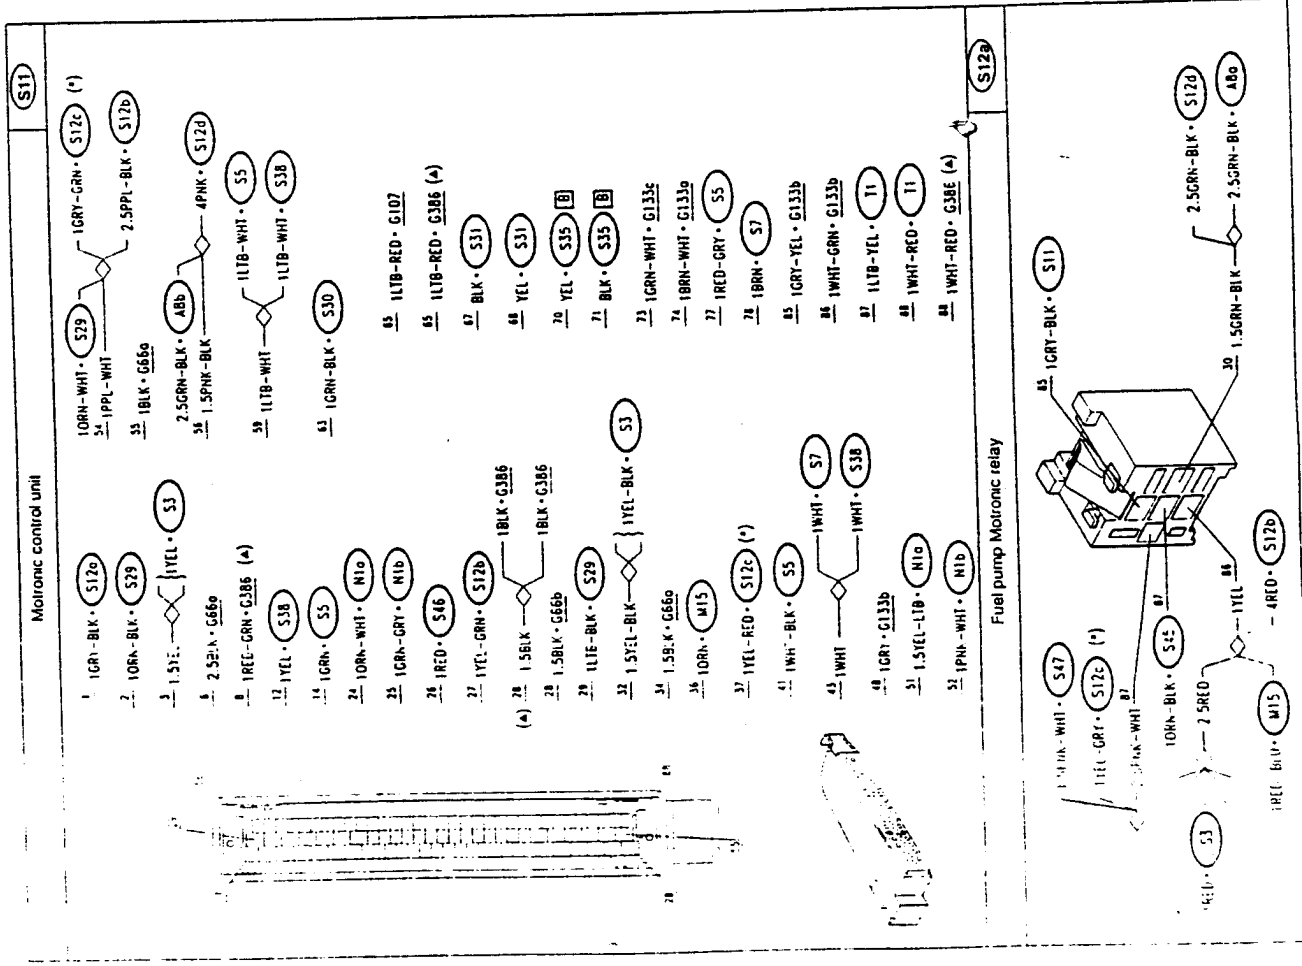 Motronic control unit
S11
1 1GRY-BLK • S12a
2 1ORN-BLK • S29
3 1.5YEL }1YEL • S3
6 2.5BLK • G66a
8 1RED-GRN • G386 (▲)
12 1YEL • S38
14 1GRN • S5
24 1ORN-WHT • N1a
25 1GRN-GRY • N1b
26 1RED • S46
27 1YEL-GRN • S12b
(▲) 28 1.5BLK
1BLK • G386
1BLK • G386
28 1.5BLK • G66b
29 1LTB-BLK • S29
32 1.5YEL-BLK }1YEL-BLK • S3
34 1.5BLK • G66a
36 1ORN • M15
37 1YEL-RED • S12c (*)
41 1WHT-BLK • S5
43 1WHT
1WHT • S7
1WHT • S38
48 1GRY • G133b
51 1.5YEL-LTB • N1a
52 1PNK-WHT • N1b
1ORN-WHT • S29
54 1PPL-WHT
1GRY-GRN • S12c (*)
2.5PPL-BLK • S12b
55 1BLK • G66a
2.5GRN-BLK • A8b
56 1.5PNK-BLK
4PNK • S12d
59 1LTB-WHT
1LTB-WHT • S5
1LTB-WHT • S38
63 1GRN-BLK • S30
65 1LTB-RED • G107
65 1LTB-RED • G386 (▲)
67 BLK • S31
68 YEL • S31
70 YEL • S35 B
71 BLK • S35 B
73 1GRN-WHT • G133c
74 1BRN-WHT • G133a
77 1RED-GRY • S5
78 1BRN • S7
85 1GRY-YEL • G133b
86 1WHT-GRN • G133b
87 1LTB-YEL • T1
88 1WHT-RED • T1
88 1WHT-RED • G386 (▲)
Fuel pump Motronic relay
S12a
S47
1YEL-GRY • S12c (*)
87
1ORN-BLK • 87
1RED • S3
2.5RED
M15
86 1YEL
4RED • S12b
85 1GRY-BLK • S11
30 1.5GRN-BLK
2.5GRN-BLK • S12d
2.5GRN-BLK • A8a